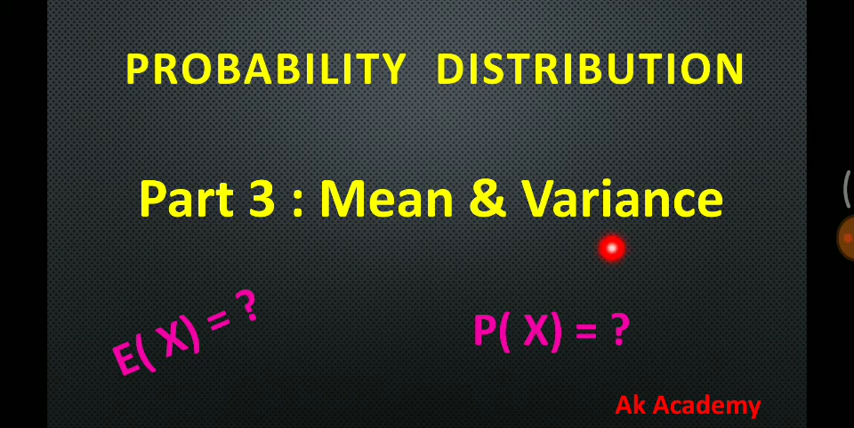 PROBABILITY DISTRIBUTION
Part 3 : Mean & Variance
E( X) = ?
P( X) = ?
Ak Academy